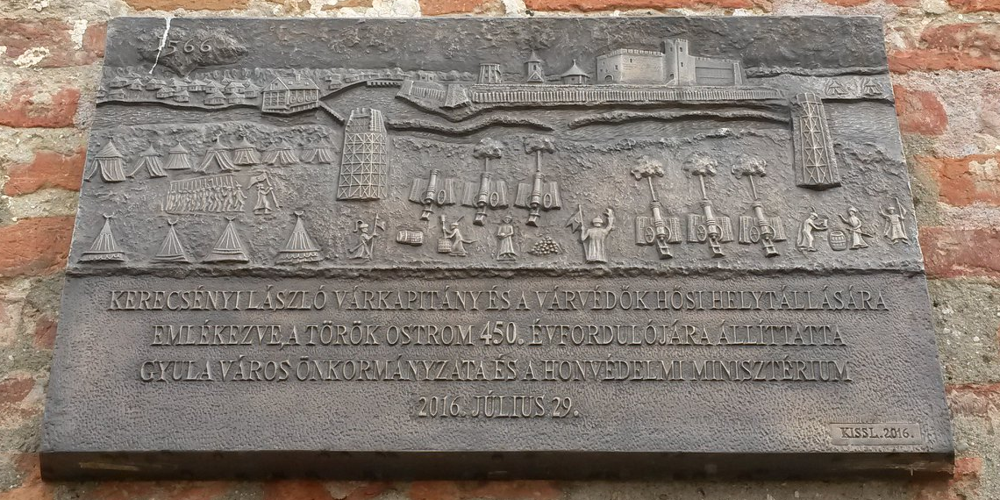 1566
KERECSÉNYI LÁSZLÓ VÁRKAPITÁNY ÉS A VÁRVÉDŐK HŐSI HELYTÁLLÁSÁRA
EMLÉKEZVE, A TÖRÖK OSTROM 450. ÉVFORDULÓJÁRA ÁLLÍTTATTA
GYULA VÁROS ÖNKORMÁNYZATA ÉS A HONVÉDELMI MINISZTÉRIUM
2016. JÚLIUS 29.
KISSL.2016.